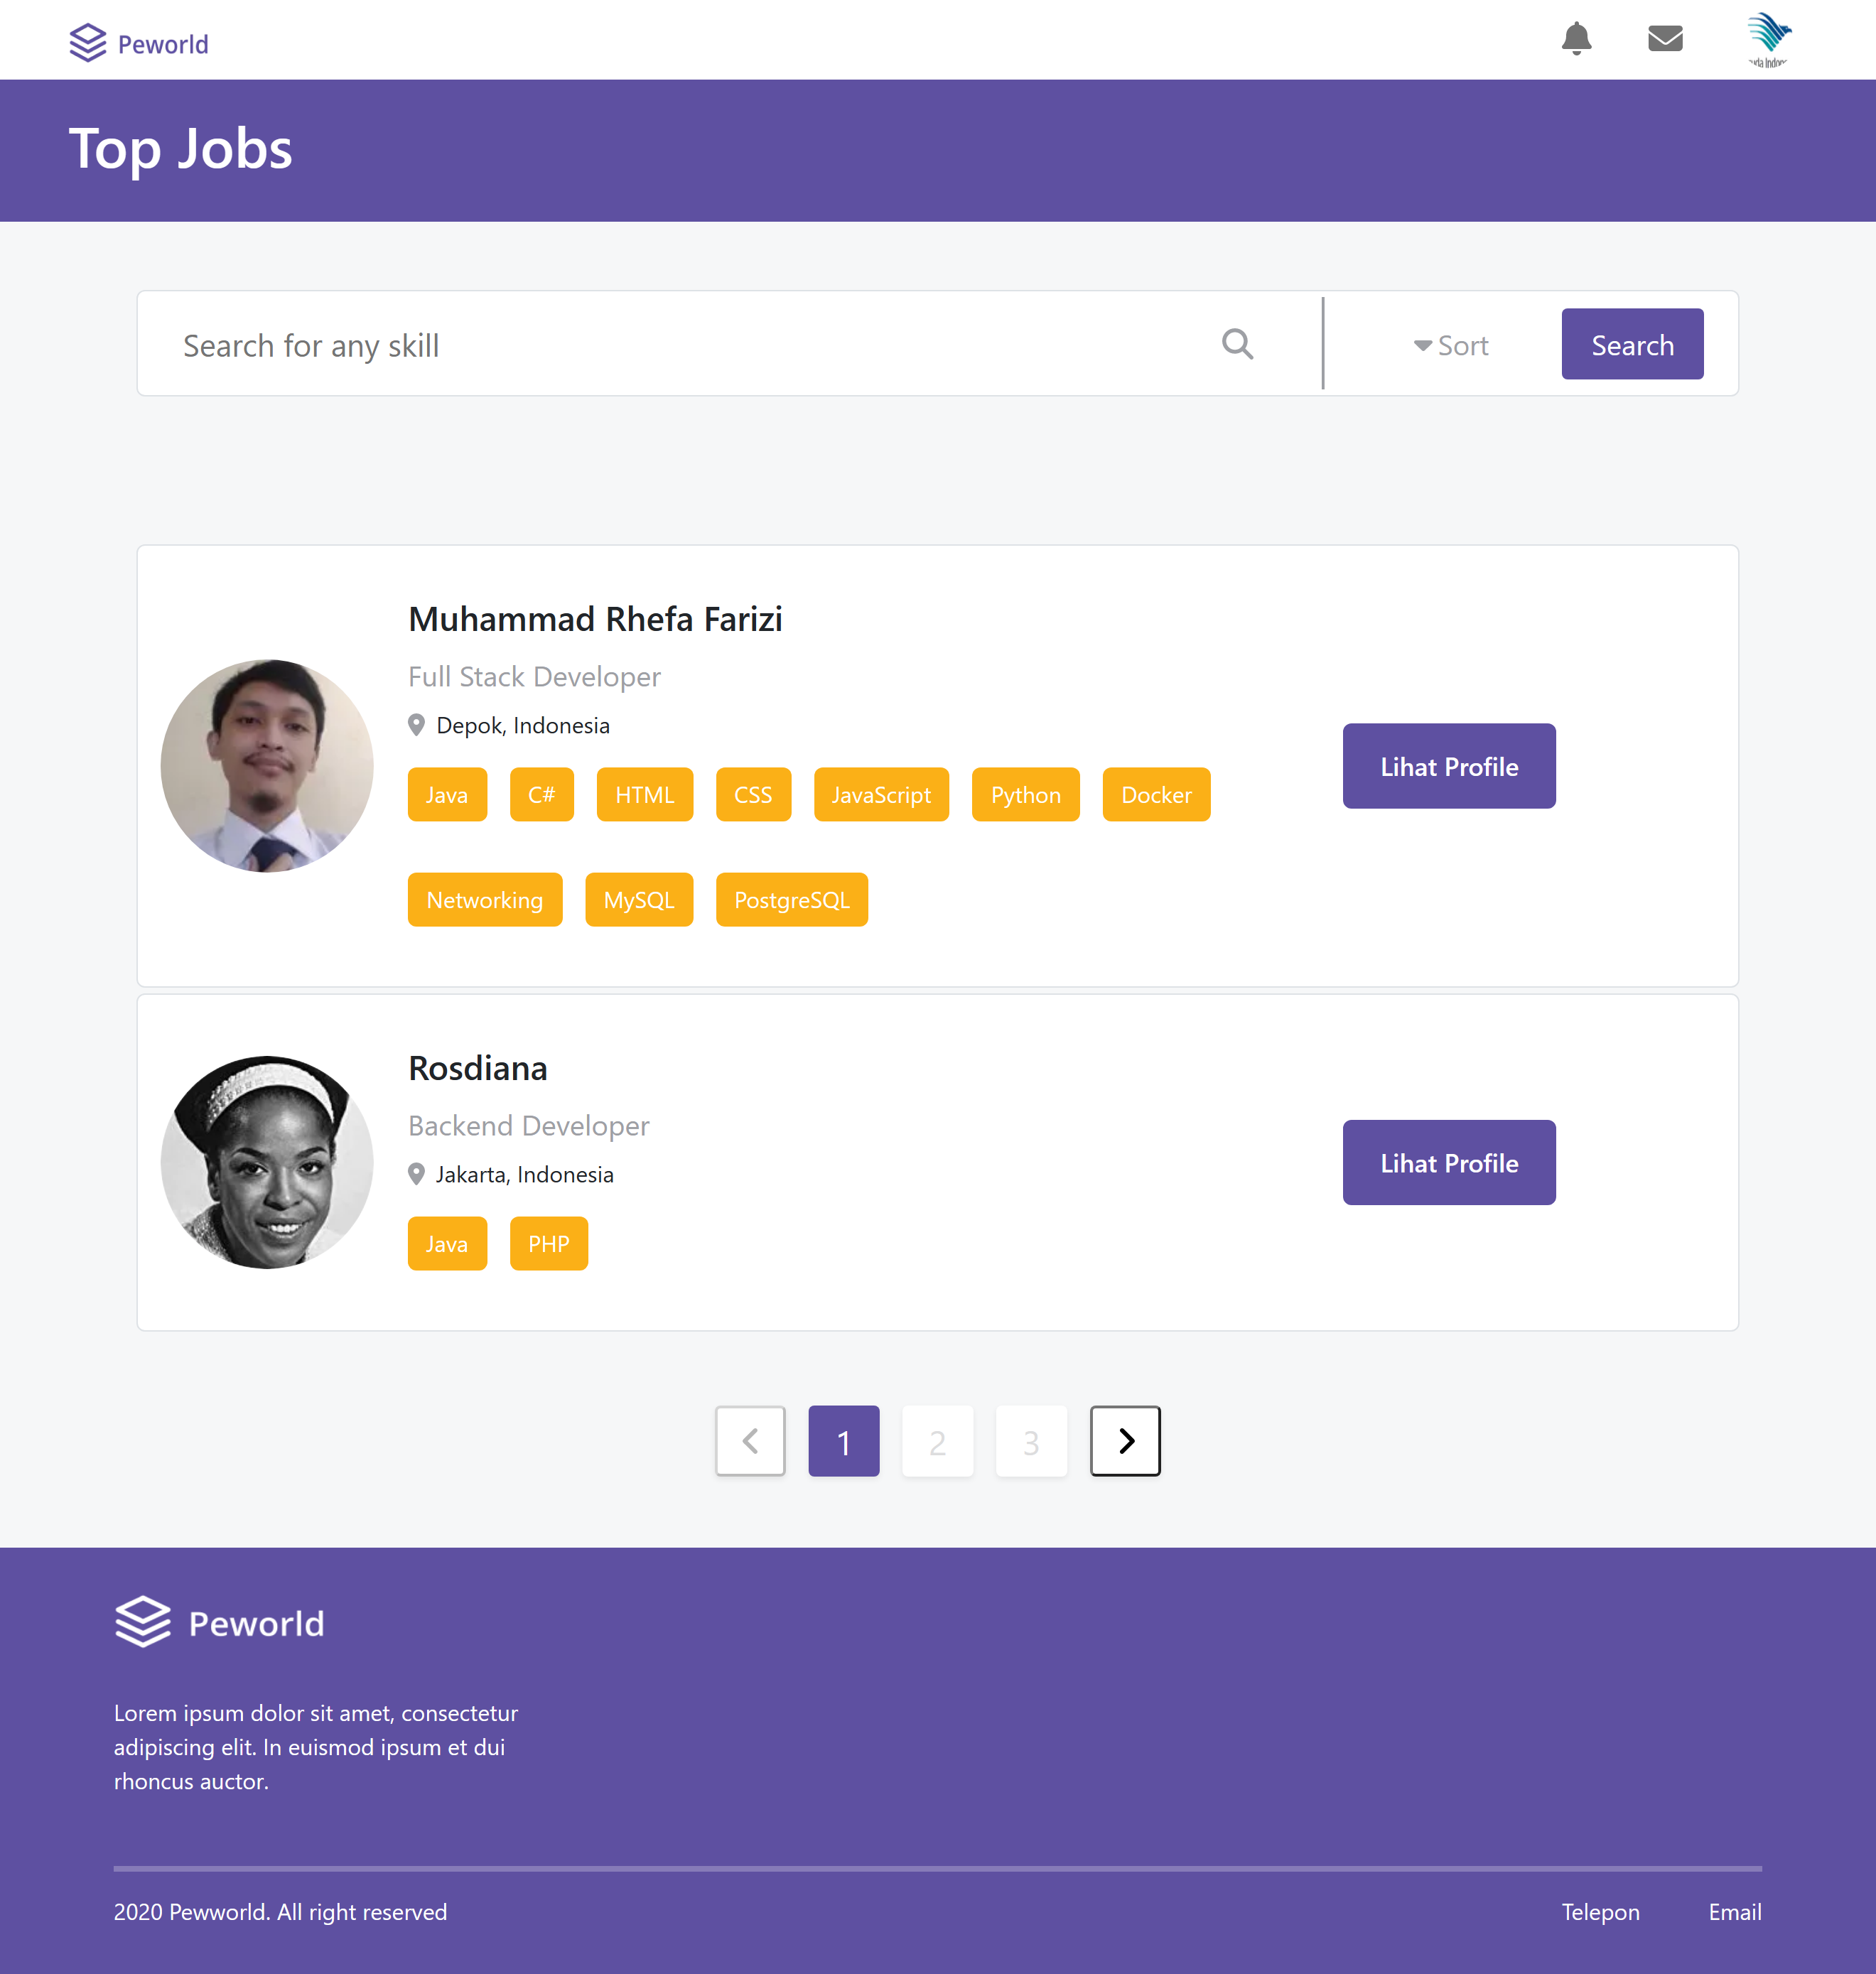 Peworld
Top Jobs
Search for any skill
Sort
Search
Muhammad Rhefa Farizi
Full Stack Developer
Depok, Indonesia
Lihat Profile
Java C# HTML CSS JavaScript Python Docker
Networking MySQL PostgreSQL
Rosdiana
Backend Developer
Jakarta, Indonesia
Lihat Profile
Java PHP
1 2 3
Peworld
Lorem ipsum dolor sit amet, consectetur
adipiscing elit. In euismod ipsum et dui
rhoncus auctor.
2020 Pewworld. All right reserved
Telepon Email